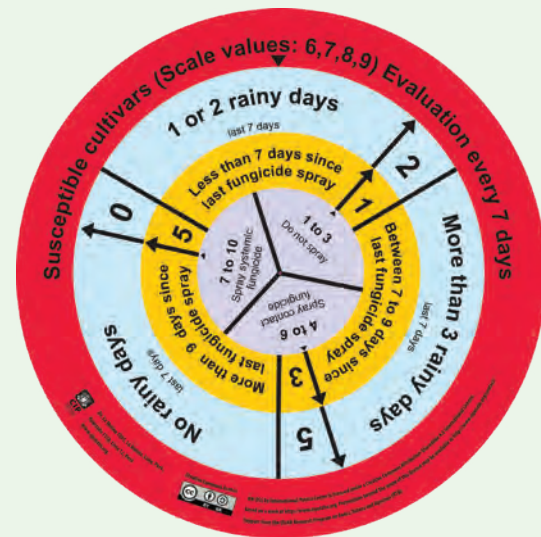 Susceptible cultivars (Scale values: 6,7,8,9) Evaluation every 7 days
1 or 2 rainy days
last 7 days
2
More than 3 rainy days
last 7 days
5
No rainy days
last 7 days
0
Less than 7 days since
last fungicide spray
1
Between 7 to 9 days since
last fungicide spray
3
More than 9 days since
last fungicide spray
5
1 to 3
Do not spray
4 to 6
Spray contact
fungicide
7 to 10
Spray systemic
fungicide